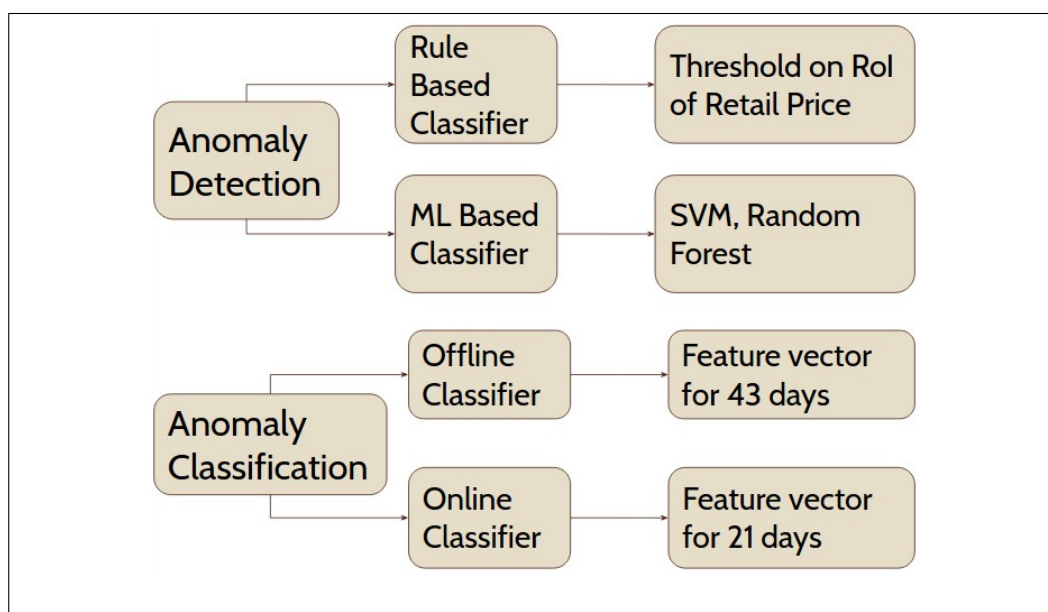 Anomaly
Detection
Rule
Based
Classifier
Threshold on RoI
of Retail Price
ML Based
Classifier
SVM, Random
Forest
Anomaly
Classification
Offline
Classifier
Feature vector
for 43 days
Online
Classifier
Feature vector
for 21 days